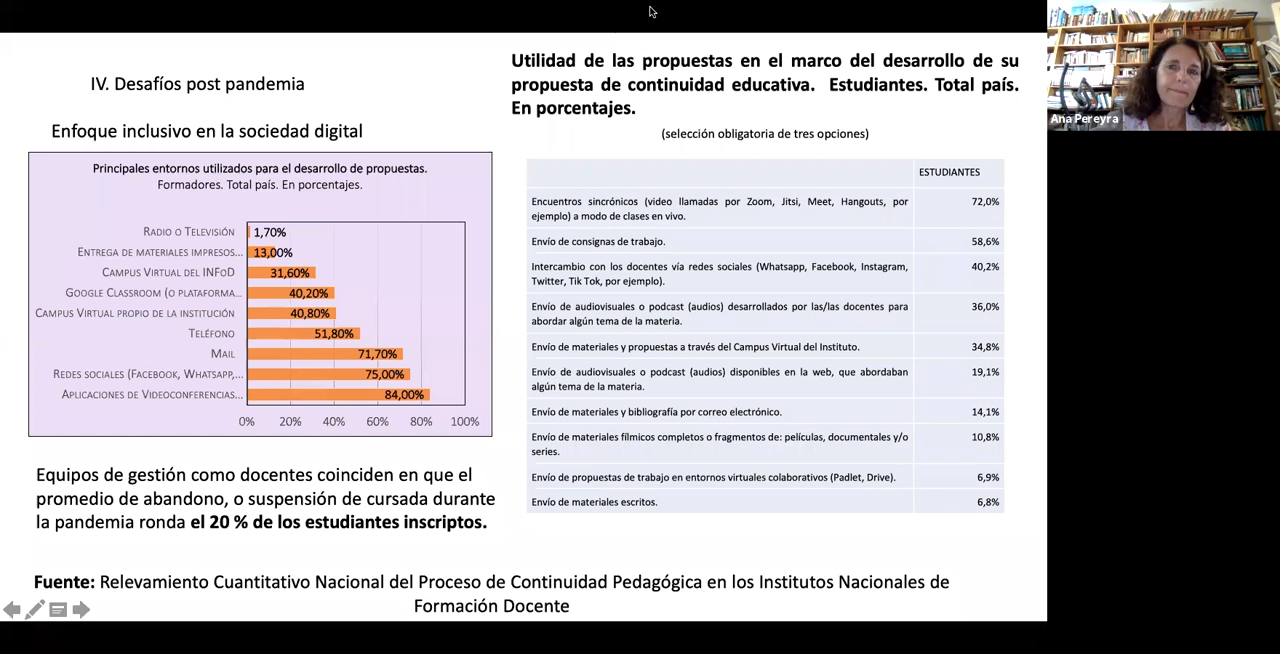 IV. Desafíos post pandemia
Enfoque inclusivo en la sociedad digital
Principales entornos utilizados para el desarrollo de propuestas.
Formadores. Total país. En porcentajes.
Radio o Televisión 1,70%
Entrega de materiales impresos... 13,00%
Campus Virtual del INFoD 31,60%
Google Classroom (o plataforma... 40,20%
Campus Virtual propio de la institución 40,80%
Teléfono 51,80%
Mail 71,70%
Redes sociales (Facebook, Whatsapp,... 75,00%
Aplicaciones de Videoconferencias... 84,00%
0% 20% 40% 60% 80% 100%
Equipos de gestión como docentes coinciden en que el
promedio de abandono, o suspensión de cursada durante
la pandemia ronda el 20 % de los estudiantes inscriptos.
Utilidad de las propuestas en el marco del desarrollo de su
propuesta de continuidad educativa. Estudiantes. Total país.
En porcentajes.
(selección obligatoria de tres opciones)
ESTUDIANTES
Encuentros sincrónicos (video llamadas por Zoom, Jitsi, Meet, Hangouts, por 72,0%
ejemplo) a modo de clases en vivo.
Envío de consignas de trabajo. 58,6%
Intercambio con los docentes vía redes sociales (Whatsapp, Facebook, Instagram, 40,2%
Twitter, Tik Tok, por ejemplo).
Envío de audiovisuales o podcast (audios) desarrollados por las/las docentes para 36,0%
abordar algún tema de la materia.
Envío de materiales y propuestas a través del Campus Virtual del Instituto. 34,8%
Envío de audiovisuales o podcast (audios) disponibles en la web, que abordaban 19,1%
algún tema de la materia.
Envío de materiales y bibliografía por correo electrónico. 14,1%
Envío de materiales fílmicos completos o fragmentos de: películas, documentales y/o 10,8%
series.
Envío de propuestas de trabajo en entornos virtuales colaborativos (Padlet, Drive). 6,9%
Envío de materiales escritos. 6,8%
Fuente: Relevamiento Cuantitativo Nacional del Proceso de Continuidad Pedagógica en los Institutos Nacionales de
Formación Docente
Ana Pereyra